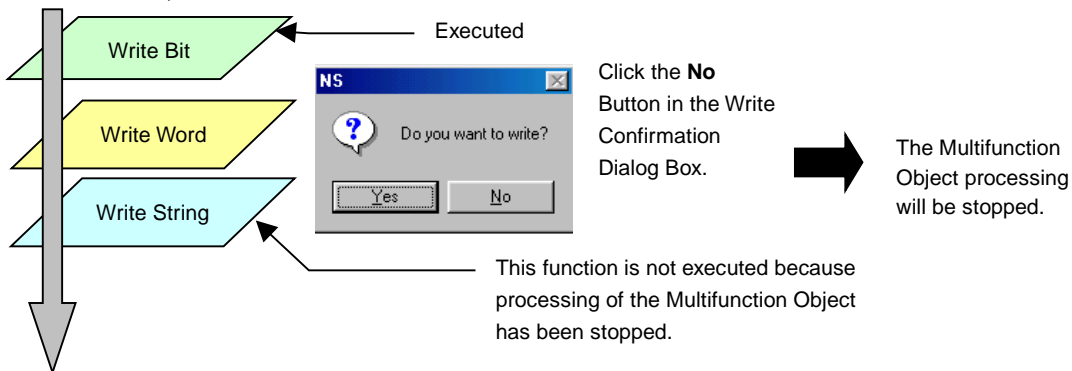 Write Bit
Executed
NS
Do you want to write?
Yes
No
Click the No
Button in the Write
Confirmation
Dialog Box.
The Multifunction
Object processing
will be stopped.
Write Word
Write String
This function is not executed because
processing of the Multifunction Object
has been stopped.